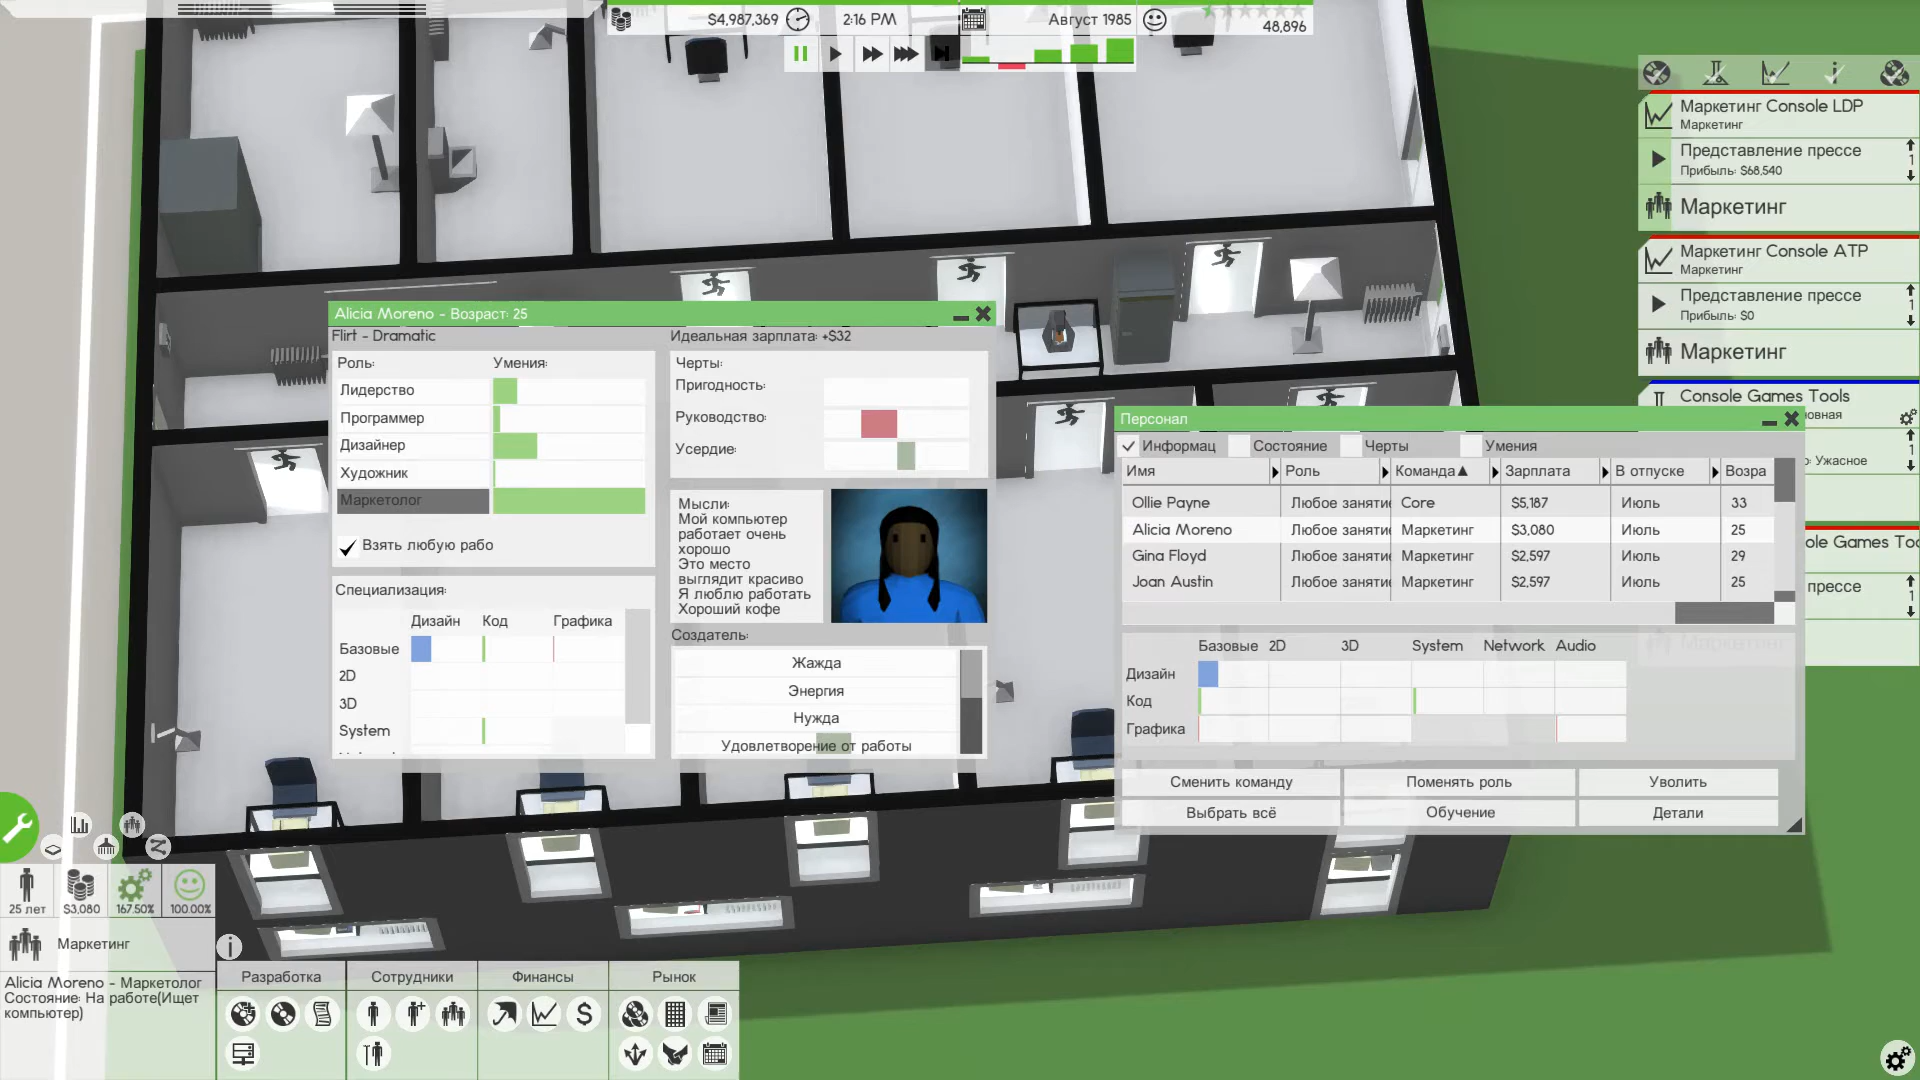 $4,987,369
2:16 PM
Август 1985
48,896
Маркетинг Console LDP
Маркетинг
Представление прессе
Прибыль: $68,540
1
Маркетинг
Маркетинг Console ATP
Маркетинг
Представление прессе
Прибыль: $0
1
Маркетинг
Console Games Tools
Ужасное
1
ole Games Too
прессе
1
Маркетинг
Alicia Moreno - Возраст: 25
Flirt - Dramatic
Роль:
Умения:
Лидерство
Программер
Дизайнер
Художник
Маркетолог
Взять любую рабо
Специализация:
Дизайн
Код
Графика
Базовые
2D
3D
System
Идеальная зарплата: +$32
Черты:
Пригодность:
Руководство:
Усердие:
Мысли:
Мой компьютер
работает очень
хорошо
Это место
выглядит красиво
Я люблю работать
Хороший кофе
Создатель:
Жажда
Энергия
Нужда
Удовлетворение от работы
Персонал
Информац
Состояние
Черты
Умения
Имя
Роль
Команда
Зарплата
В отпуске
Возра
Ollie Payne
Любое заняти
Core
$5,187
Июль
33
Alicia Moreno
Любое заняти
Маркетинг
$3,080
Июль
25
Gina Floyd
Любое заняти
Маркетинг
$2,597
Июль
29
Joan Austin
Любое заняти
Маркетинг
$2,597
Июль
25
Базовые
2D
3D
System
Network
Audio
Дизайн
Код
Графика
Сменить команду
Поменять роль
Уволить
Выбрать всё
Обучение
Детали
25 лет
$3,080
167.50%
100.00%
Маркетинг
Alicia Moreno - Маркетолог
Состояние: На работе(Ищет
компьютер)
Разработка
Сотрудники
Финансы
Рынок